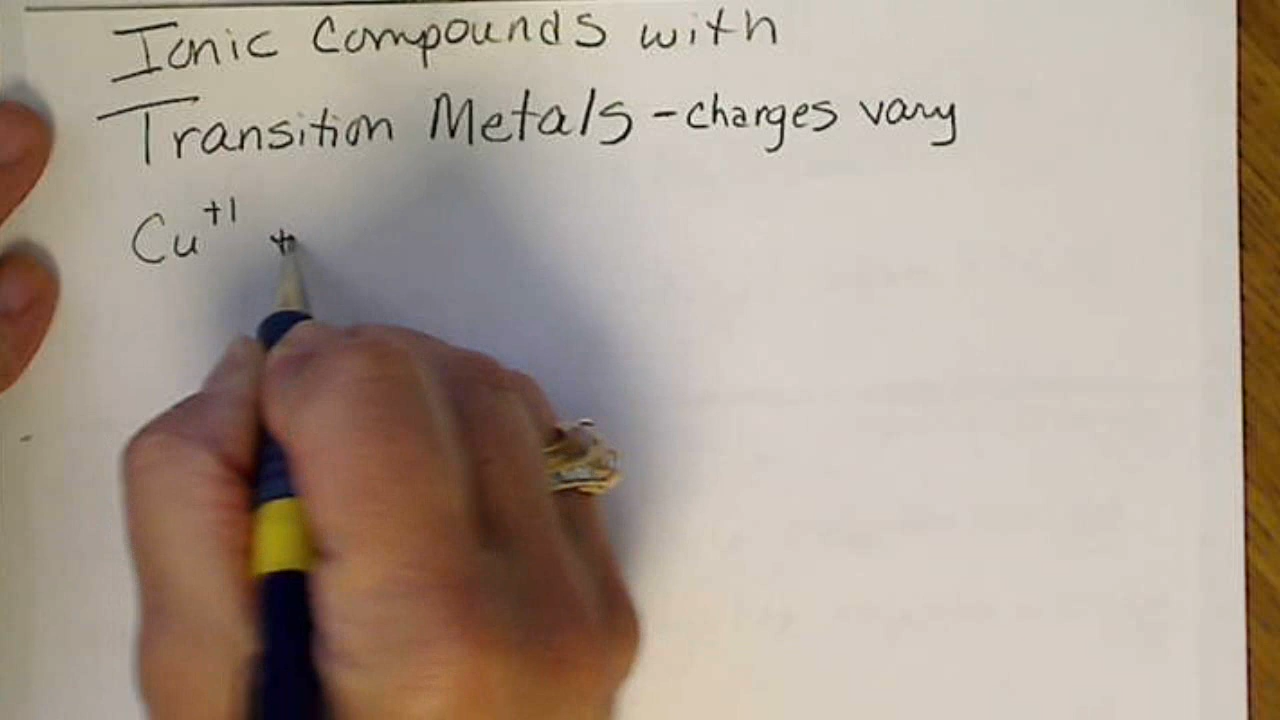 Ionic Compounds with
Transition Metals - charges vary
Cu +1 +